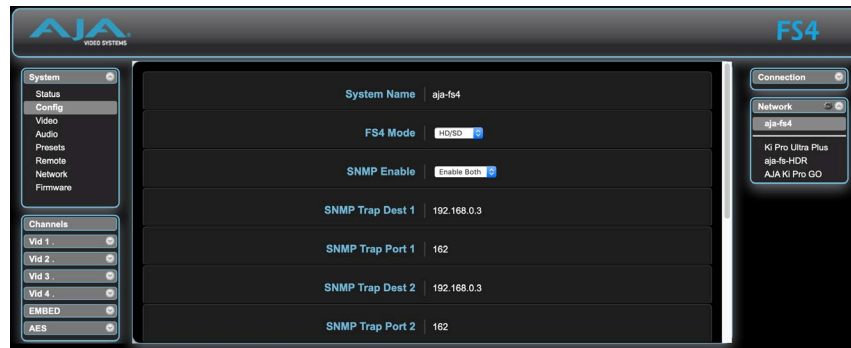 AJA
VIDEO SYSTEMS
FS4
System
Status
Config
Video
Audio
Presets
Remote
Network
Firmware
Channels
Vid 1 .
Vid 2 .
Vid 3 .
Vid 4 .
EMBED
AES
System Name aja-fs4
FS4 Mode HD/SD
SNMP Enable Enable Both
SNMP Trap Dest 1 192.168.0.3
SNMP Trap Port 1 162
SNMP Trap Dest 2 192.168.0.3
SNMP Trap Port 2 162
Connection
Network
aja-fs4
Ki Pro Ultra Plus
aja-fs-HDR
AJA Ki Pro GO